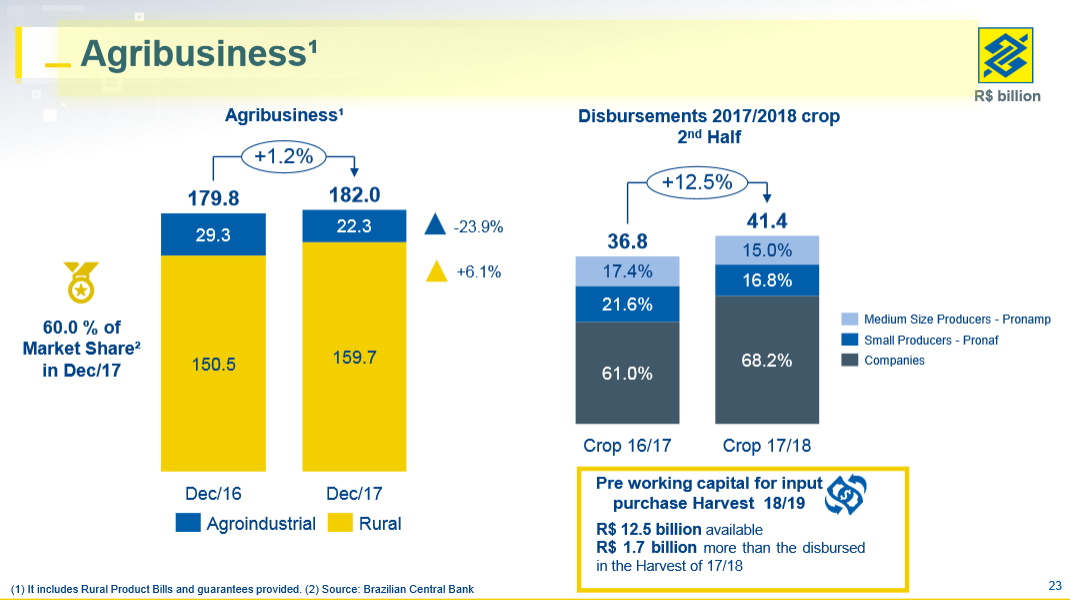 Agribusiness¹
R$ billion
Agribusiness¹
+1.2%
179.8
182.0
29.3
22.3
-23.9%
+6.1%
150.5
159.7
60.0 % of
Market Share²
in Dec/17
Dec/16
Dec/17
Agroindustrial
Rural
Disbursements 2017/2018 crop
2nd Half
+12.5%
36.8
41.4
17.4%
15.0%
21.6%
16.8%
61.0%
68.2%
Medium Size Producers - Pronamp
Small Producers - Pronaf
Companies
Crop 16/17
Crop 17/18
Pre working capital for input
purchase Harvest 18/19
R$ 12.5 billion available
R$ 1.7 billion more than the disbursed
in the Harvest of 17/18
(1) It includes Rural Product Bills and guarantees provided. (2) Source: Brazilian Central Bank
23